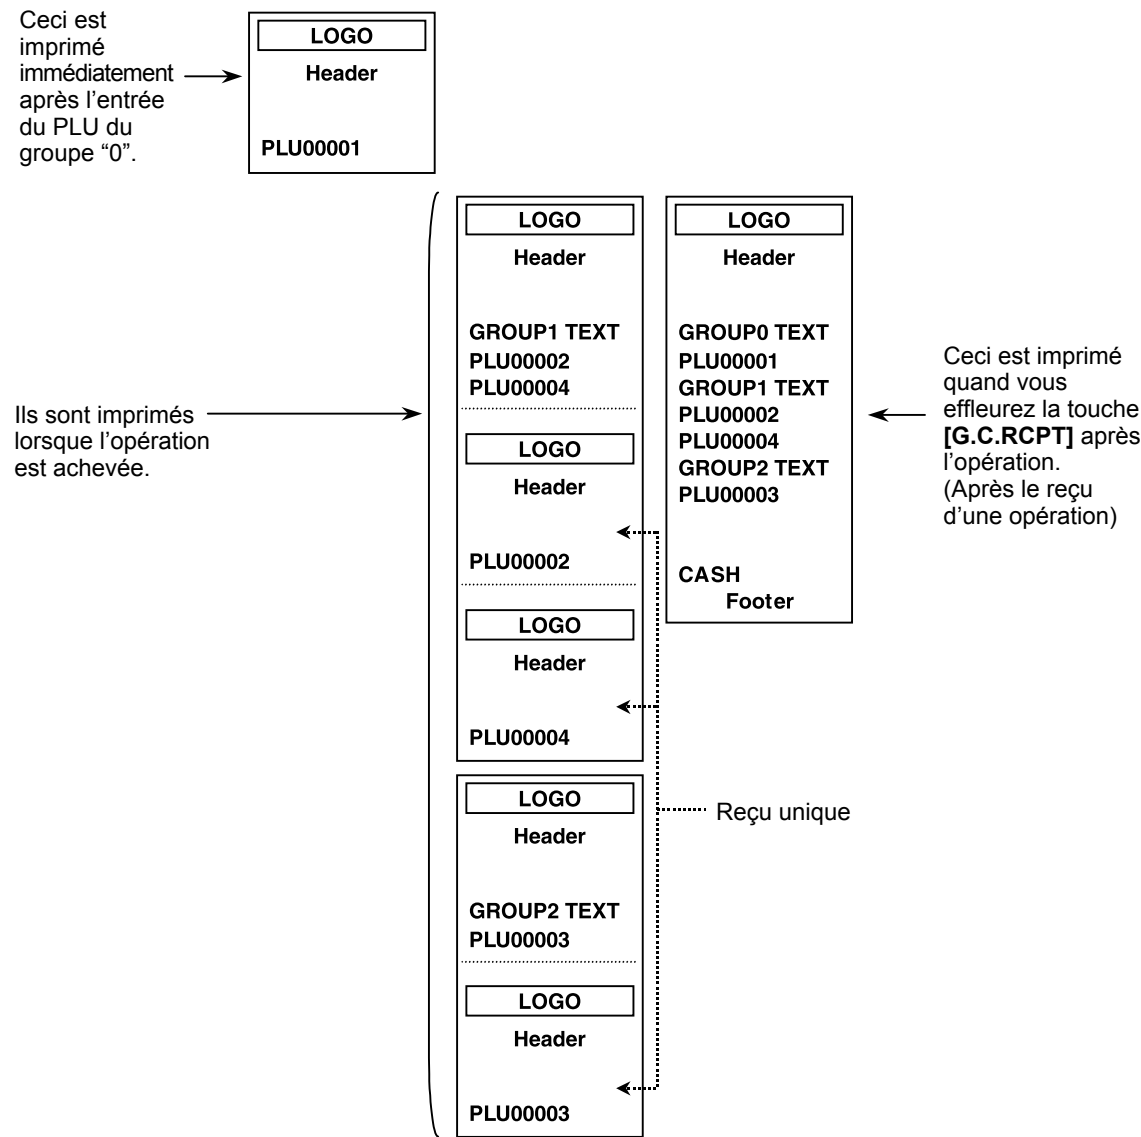 Ceci est
imprimé
immédiatement
après l’entrée
du PLU du
groupe “0”.
LOGO
Header
PLU00001
Ils sont imprimés
lorsque l’opération
est achevée.
LOGO
Header
GROUP1 TEXT
PLU00002
PLU00004
LOGO
Header
PLU00002
LOGO
Header
PLU00004
LOGO
Header
GROUP2 TEXT
PLU00003
LOGO
Header
PLU00003
Reçu unique
LOGO
Header
GROUP0 TEXT
PLU00001
GROUP1 TEXT
PLU00002
PLU00004
GROUP2 TEXT
PLU00003
CASH
Footer
Ceci est imprimé
quand vous
effleurez la touche
[G.C.RCPT] après
l’opération.
(Après le reçu
d’une opération)